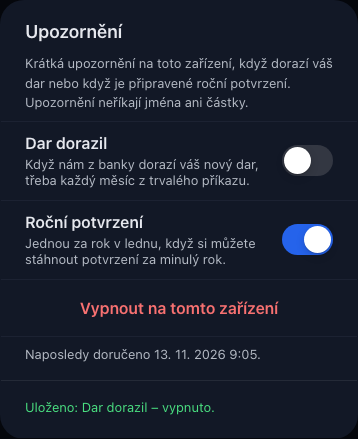 Upozornění
Krátká upozornění na toto zařízení, když dorazí váš
dar nebo když je připravené roční potvrzení.
Upozornění neříkají jména ani částky.
Dar dorazil
Když nám z banky dorazí váš nový dar,
třeba každý měsíc z trvalého příkazu.
Roční potvrzení
Jednou za rok v lednu, když si můžete
stáhnout potvrzení za minulý rok.
Vypnout na tomto zařízení
Naposledy doručeno 13. 11. 2026 9:05.
Uloženo: Dar dorazil – vypnuto.